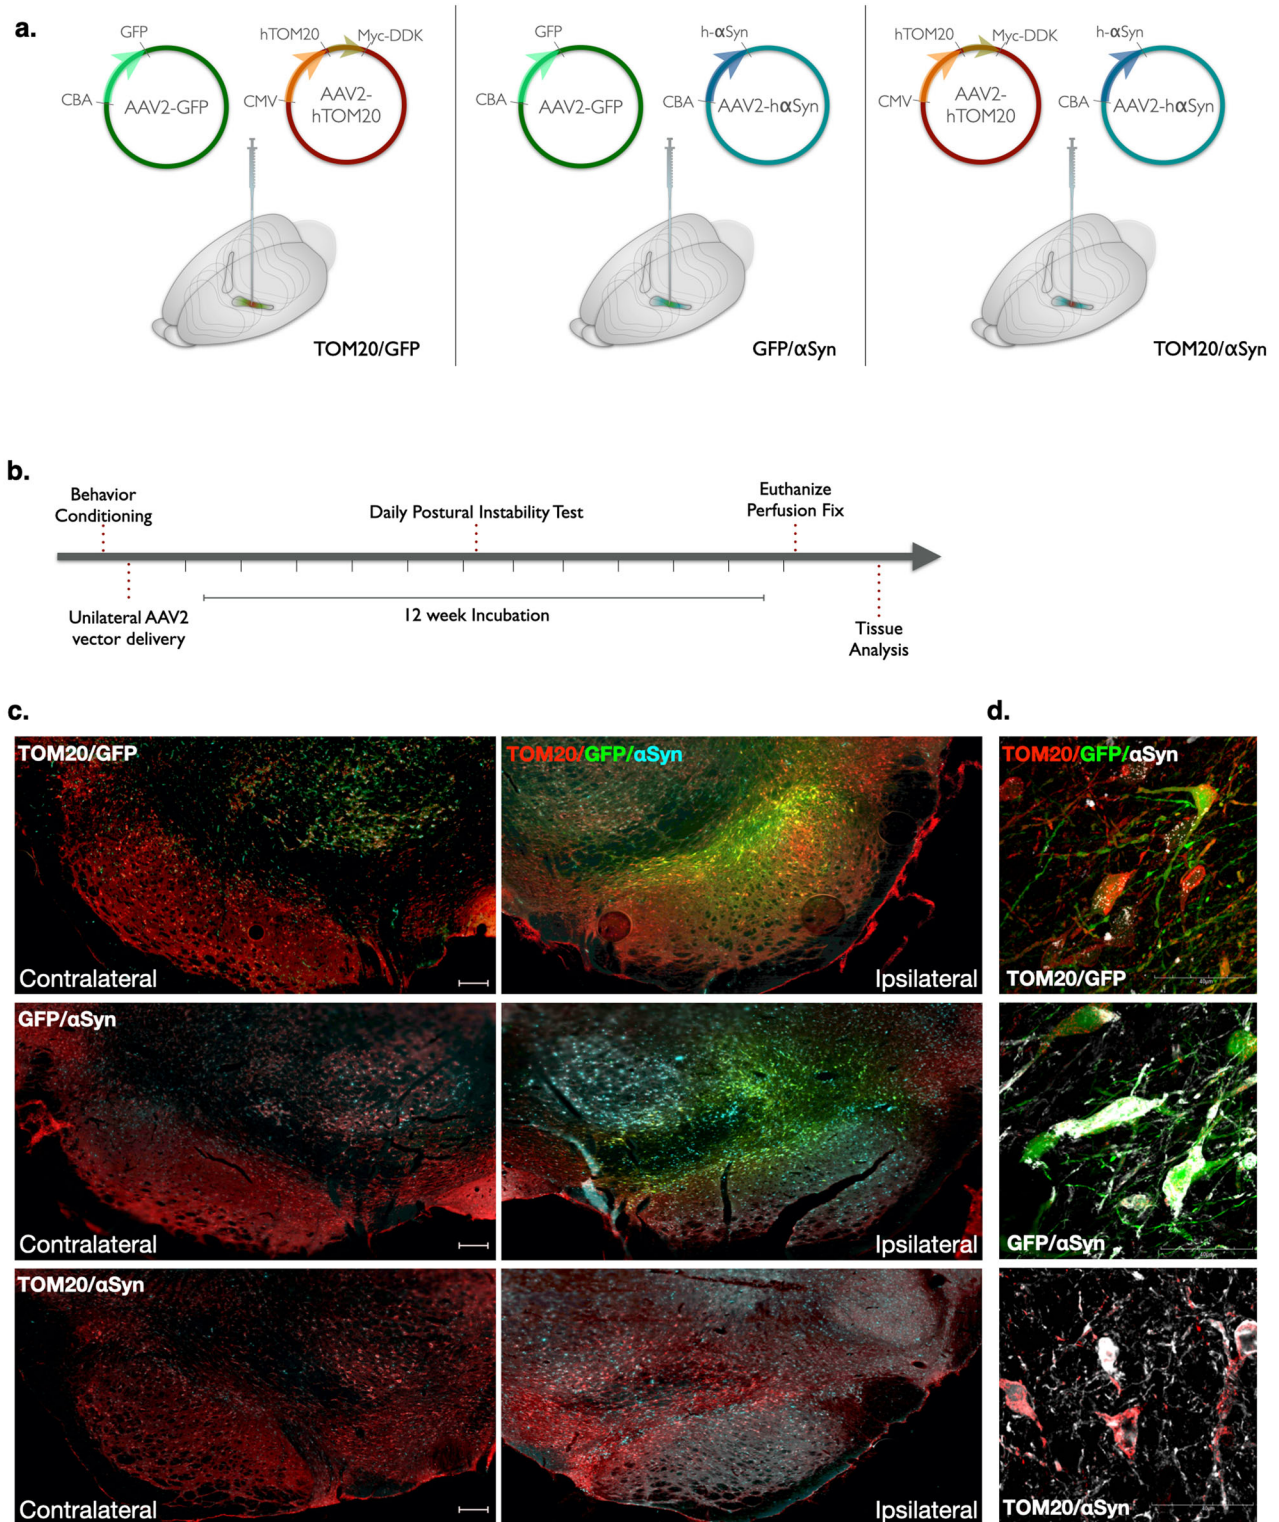 a.
GFP
CBA
AAV2-GFP
hTOM20
Myc-DDK
CMV
AAV2-
hTOM20
TOM20/GFP
GFP
CBA
AAV2-GFP
h-αSyn
CBA
AAV2-hαSyn
GFP/αSyn
hTOM20
Myc-DDK
CMV
AAV2-
hTOM20
h-αSyn
CBA
AAV2-hαSyn
TOM20/αSyn
b.
Behavior
Conditioning
Daily Postural Instability Test
Euthanize
Perfusion Fix
Unilateral AAV2
vector delivery
12 week Incubation
Tissue
Analysis
c.
TOM20/GFP
Contralateral
TOM20/GFP/αSyn
Ipsilateral
GFP/αSyn
Contralateral
Ipsilateral
TOM20/αSyn
Contralateral
Ipsilateral
d.
TOM20/GFP/αSyn
TOM20/GFP
GFP/αSyn
TOM20/αSyn